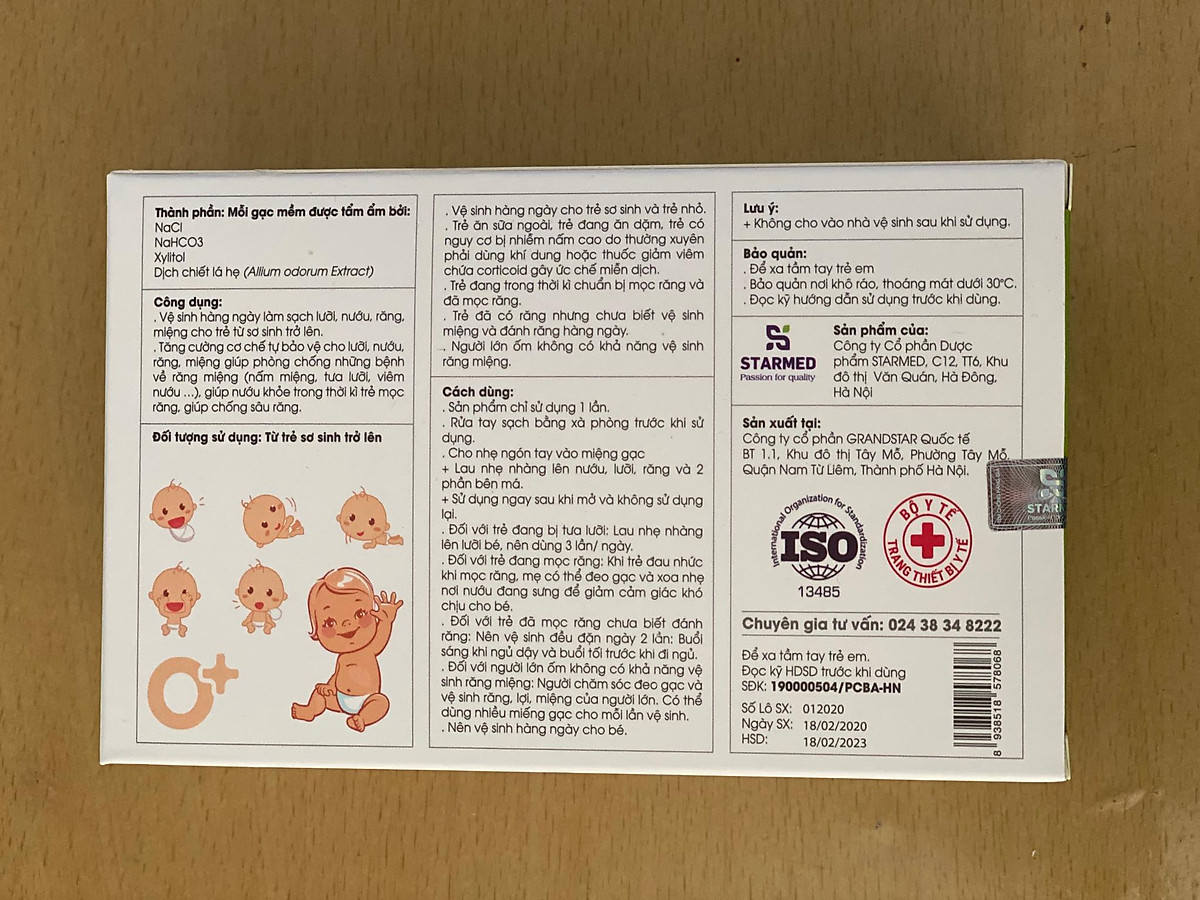 Thành phần: Mỗi gạc mềm được tẩm ẩm bởi:
NaCl
NaHCO3
Xylitol
Dịch chiết lá hẹ (Allium odorum Extract)
Công dụng:
. Vệ sinh hàng ngày làm sạch lưỡi, nướu, răng,
miệng cho trẻ từ sơ sinh trở lên.
. Tăng cường cơ chế tự bảo vệ cho lưỡi, nướu,
răng, miệng giúp phòng chống những bệnh
về răng miệng (nấm miệng, tưa lưỡi, viêm
nướu ...), giúp nướu khỏe trong thời kì trẻ mọc
răng, giúp chống sâu răng.
Đối tượng sử dụng: Từ trẻ sơ sinh trở lên
0+
. Vệ sinh hàng ngày cho trẻ sơ sinh và trẻ nhỏ.
. Trẻ ăn sữa ngoài, trẻ đang ăn dặm, trẻ có
nguy cơ bị nhiễm nấm cao do thường xuyên
phải dùng khí dung hoặc thuốc giảm viêm
chứa corticoid gây ức chế miễn dịch.
. Trẻ đang trong thời kì chuẩn bị mọc răng và
đã mọc răng.
. Trẻ đã có răng nhưng chưa biết vệ sinh
miệng và đánh răng hàng ngày.
. Người lớn ốm không có khả năng vệ sinh
răng miệng.
Cách dùng:
. Sản phẩm chỉ sử dụng 1 lần.
. Rửa tay sạch bằng xà phòng trước khi sử
dụng.
. Cho nhẹ ngón tay vào miệng gạc
+ Lau nhẹ nhàng lên nướu, lưỡi, răng và 2
phần bên má.
+ Sử dụng ngay sau khi mở và không sử dụng
lại.
. Đối với trẻ đang bị tưa lưỡi: Lau nhẹ nhàng
lên lưỡi bé, nên dùng 3 lần/ ngày.
. Đối với trẻ đang mọc răng: Khi trẻ đau nhức
khi mọc răng, mẹ có thể đeo gạc và xoa nhẹ
nơi nướu đang sưng để giảm cảm giác khó
chịu cho bé.
. Đối với trẻ đã mọc răng chưa biết đánh
răng: Nên vệ sinh đều đặn ngày 2 lần: Buổi
sáng khi ngủ dậy và buổi tối trước khi đi ngủ.
. Đối với người lớn ốm không có khả năng vệ
sinh răng miệng: Người chăm sóc đeo gạc và
vệ sinh răng, lợi, miệng của người lớn. Có thể
dùng nhiều miếng gạc cho mỗi lần vệ sinh.
. Nên vệ sinh hàng ngày cho bé.
Lưu ý:
+ Không cho vào nhà vệ sinh sau khi sử dụng.
Bảo quản:
. Để xa tầm tay trẻ em
. Bảo quản nơi khô ráo, thoáng mát dưới 30°C.
. Đọc kỹ hướng dẫn sử dụng trước khi dùng.
STARMED
Passion for quality
Sản phẩm của:
Công ty Cổ phần Dược
phẩm STARMED, C12, TT6, Khu
đô thị Văn Quán, Hà Đông,
Hà Nội
Sản xuất tại:
Công ty cổ phần GRANDSTAR Quốc tế
BT 1.1, Khu đô thị Tây Mỗ, Phường Tây Mỗ,
Quận Nam Từ Liêm, Thành phố Hà Nội.
International Organization for Standardization
ISO
13485
BỘ Y TẾ
TRANG THIẾT BỊ Y TẾ
STARM
Chuyên gia tư vấn: 024 38 34 8222
Để xa tầm tay trẻ em.
Đọc kỹ HDSD trước khi dùng
SĐK: 190000504/PCBA-HN
Số Lô SX: 012020
Ngày SX: 18/02/2020
HSD: 18/02/2023
8 938518 578068